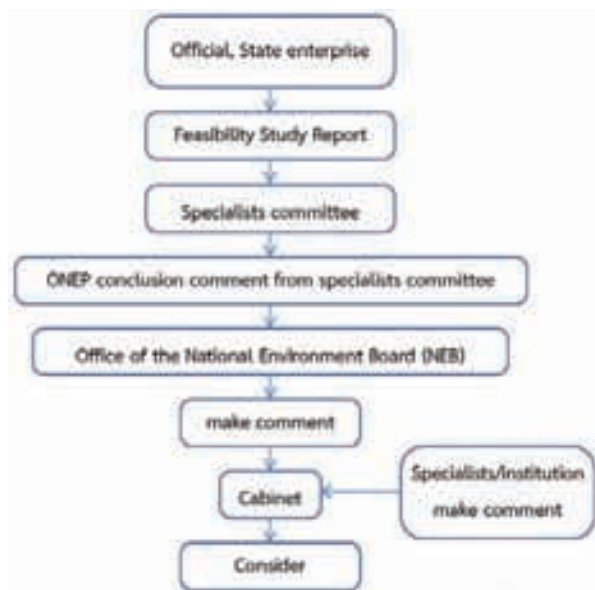 Official, State enterprise
Feasibility Study Report
Specialists committee
ONEP conclusion comment from specialists committee
Office of the National Environment Board (NEB)
make comment
Specialists/Institution
make comment
Cabinet
Consider